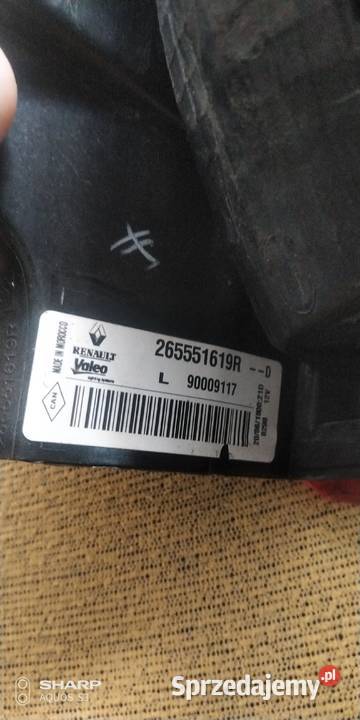 MADE IN MOROCCO
RENAULT
Valeo
265551619R --D
L 90009117
CAN
12V
SHARP
AQUOS S3
Sprzedajemy.pl